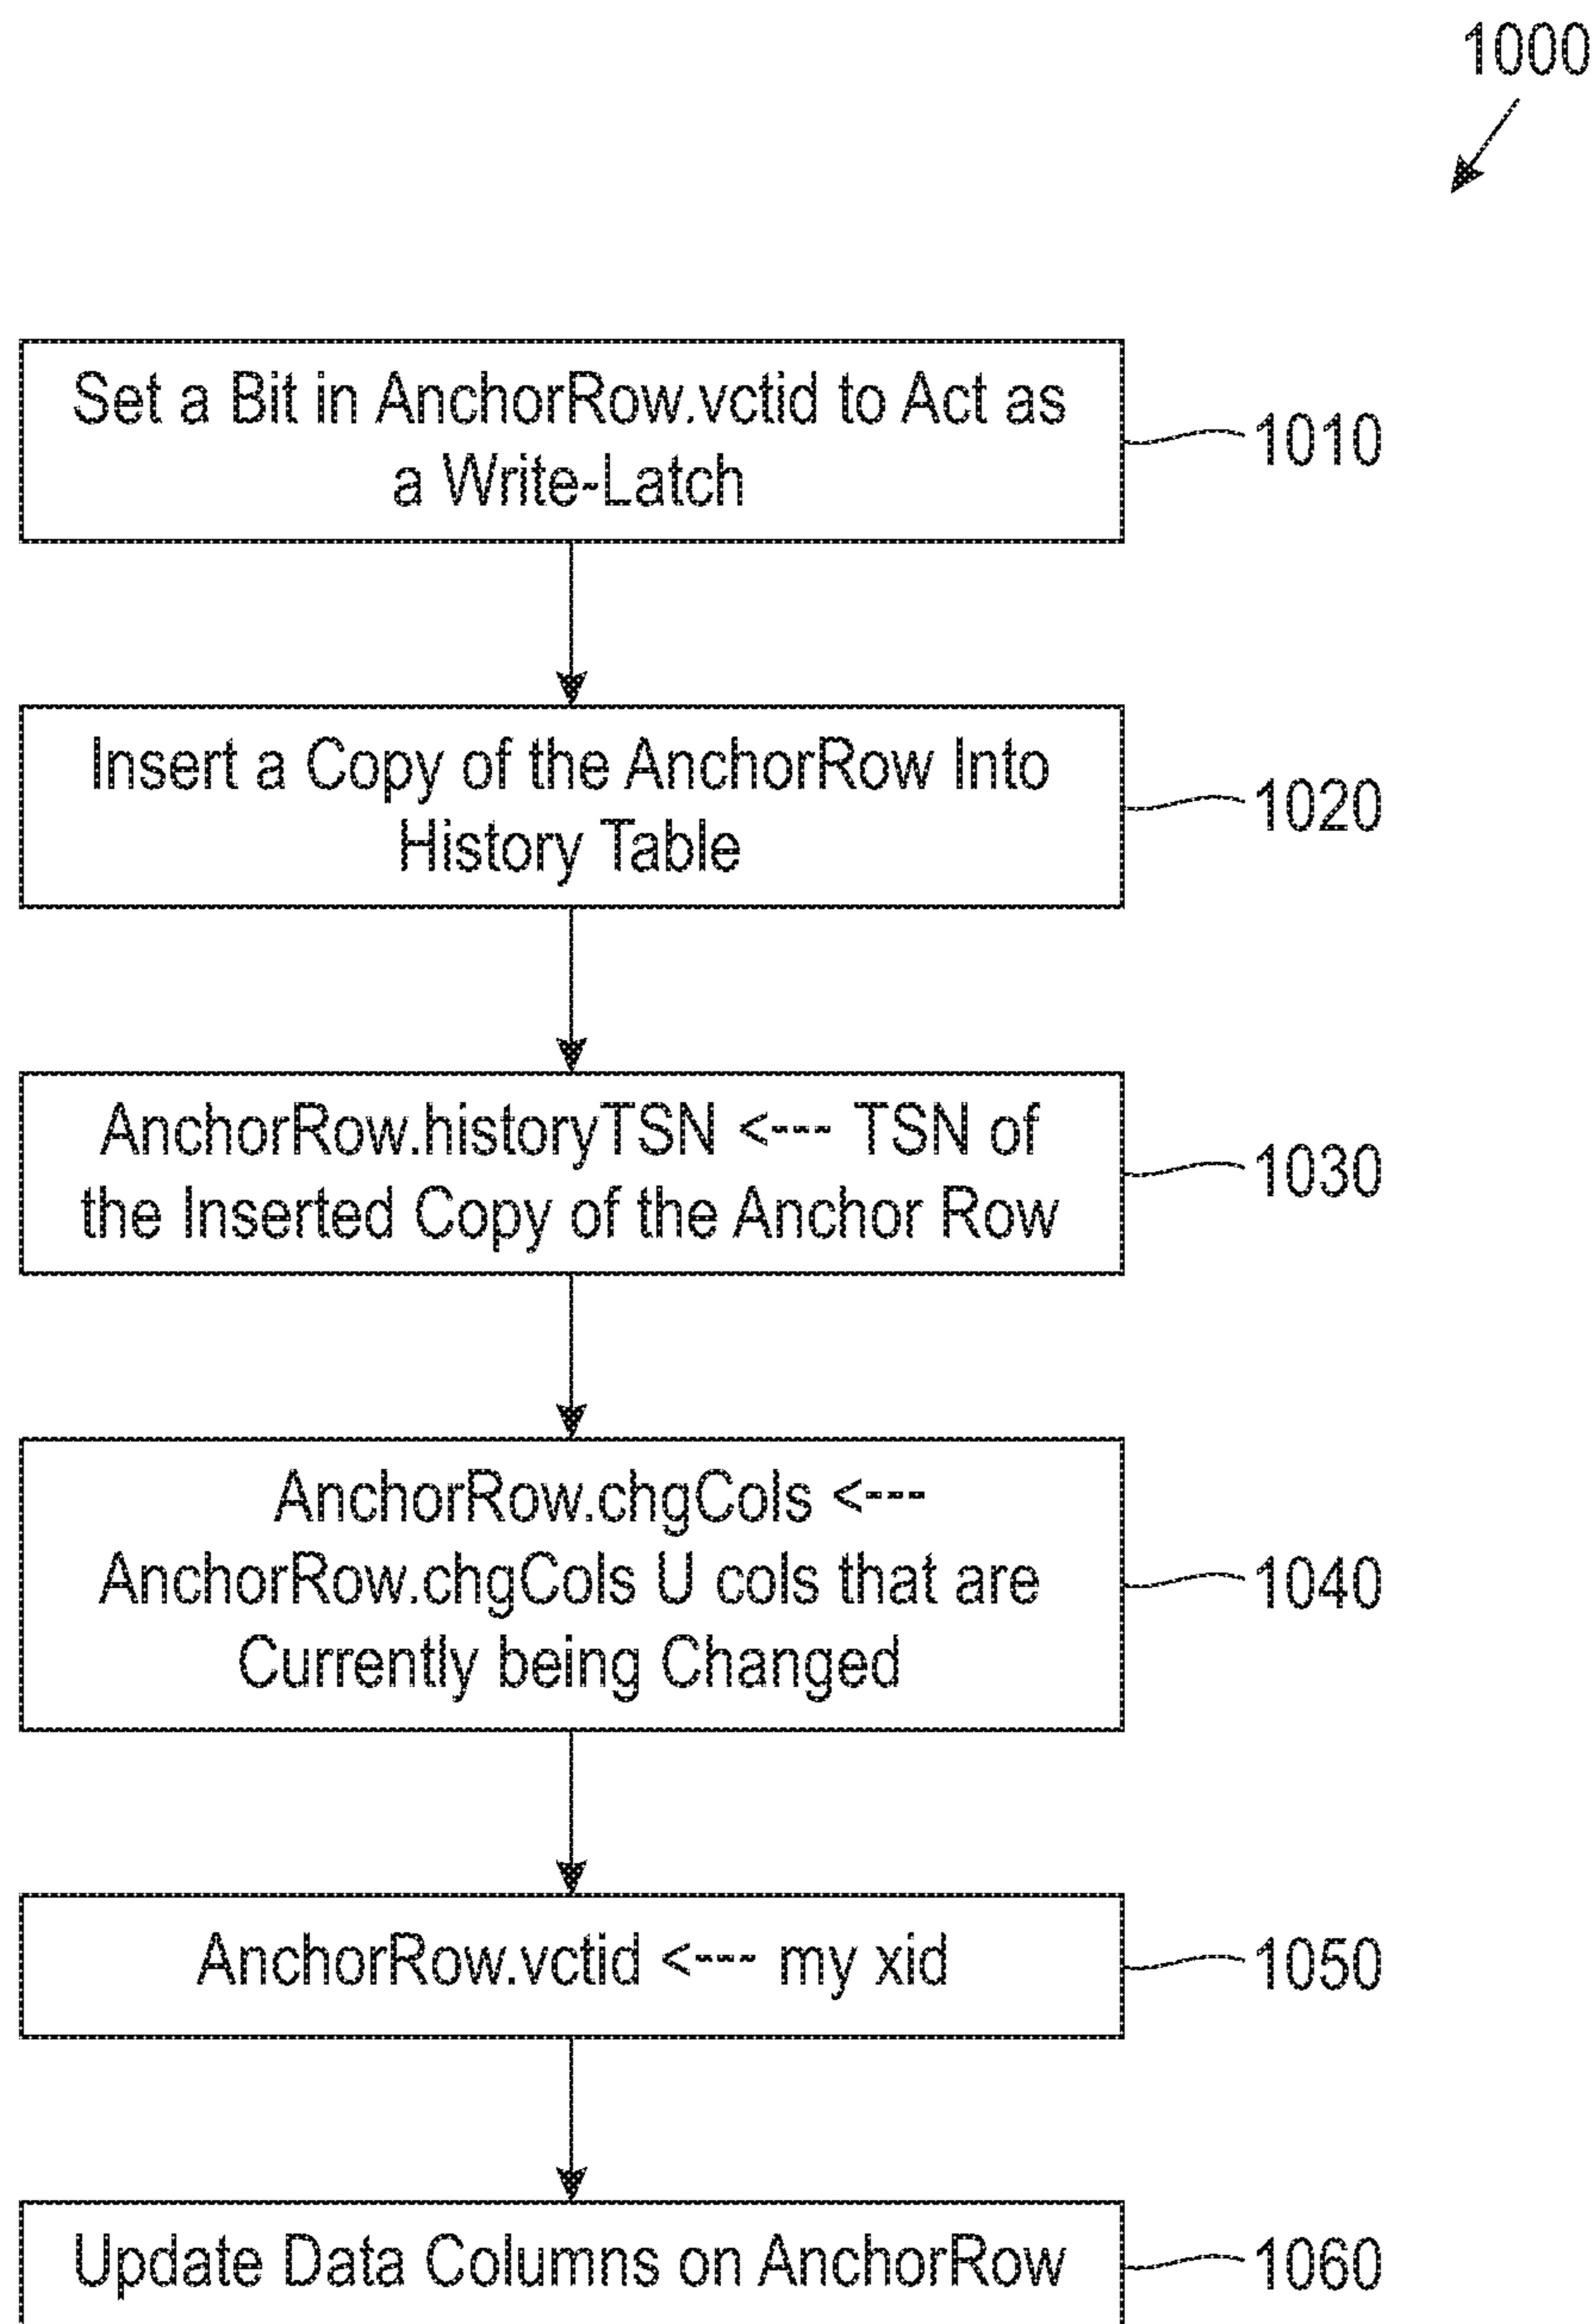 1000
Set a Bit in AnchorRow.vctid to Act as
a Write-Latch
1010
Insert a Copy of the AnchorRow Into
History Table
1020
AnchorRow.historyTSN <--- TSN of
the Inserted Copy of the Anchor Row
1030
AnchorRow.chgCols <---
AnchorRow.chgCols U cols that are
Currently being Changed
1040
AnchorRow.vctid <--- my xid
1050
Update Data Columns on AnchorRow
1060